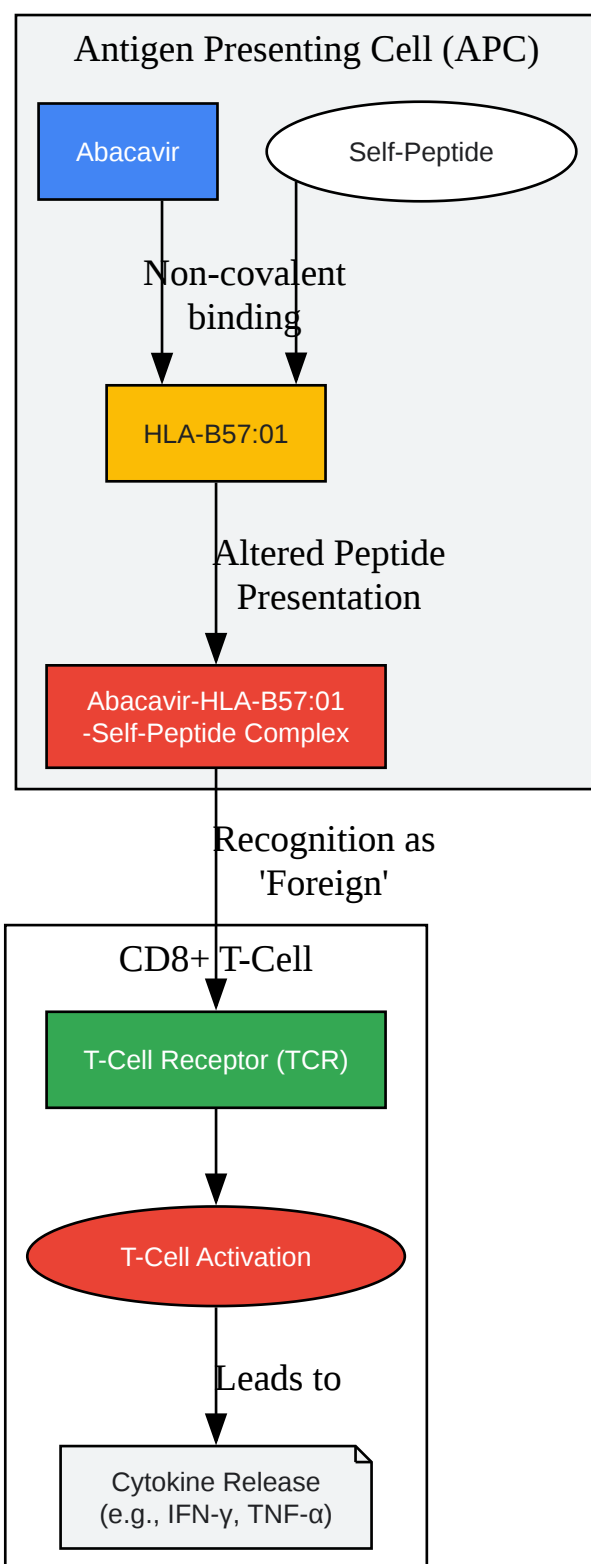 Antigen Presenting Cell (APC)
Abacavir
Self-Peptide
Non-covalent
binding
HLA-B57:01
Altered Peptide
Presentation
Abacavir-HLA-B57:01
-Self-Peptide Complex
Recognition as
'Foreign'
CD8+ T-Cell
T-Cell Receptor (TCR)
T-Cell Activation
Leads to
Cytokine Release
(e.g., IFN-γ, TNF-α)